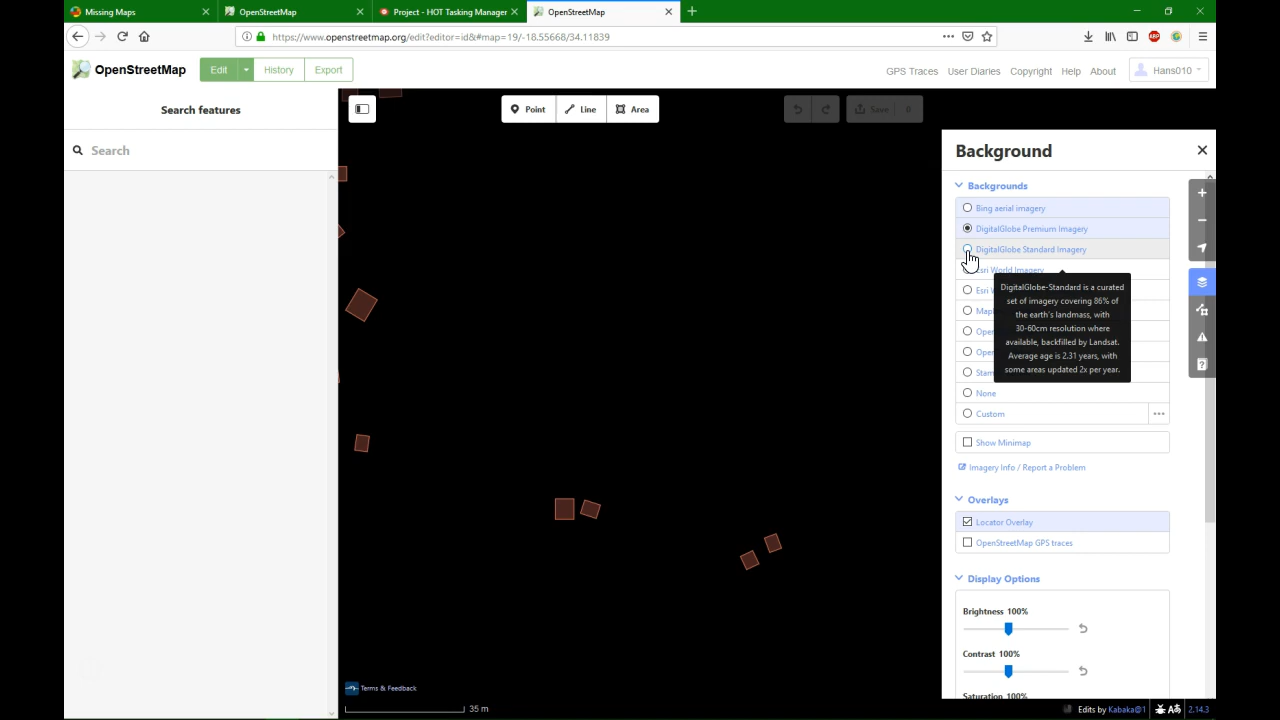 Missing Maps
OpenStreetMap
Project - HOT Tasking Manager
OpenStreetMap
https://www.openstreetmap.org/edit?editor=id&#map=19/-18.55668/34.11839
OpenStreetMap
Edit
History
Export
GPS Traces
User Diaries
Copyright
Help
About
Hans010
Search features
Search
Point
Line
Area
Save 0
Background
Backgrounds
Bing aerial imagery
DigitalGlobe Premium Imagery
DigitalGlobe Standard Imagery
Esri World Imagery
Esri
DigitalGlobe-Standard is a curated
set of imagery covering 86% of
the earth's landmass, with
30-60cm resolution where
available, backfilled by Landsat.
Average age is 2.31 years, with
some areas updated 2x per year.
None
Custom
Show Minimap
Imagery Info / Report a Problem
Overlays
Locator Overlay
OpenStreetMap GPS traces
Display Options
Brightness 100%
Contrast 100%
Saturation 100%
Terms & Feedback
35 m
Edits by Kabaka@1
2.14.3